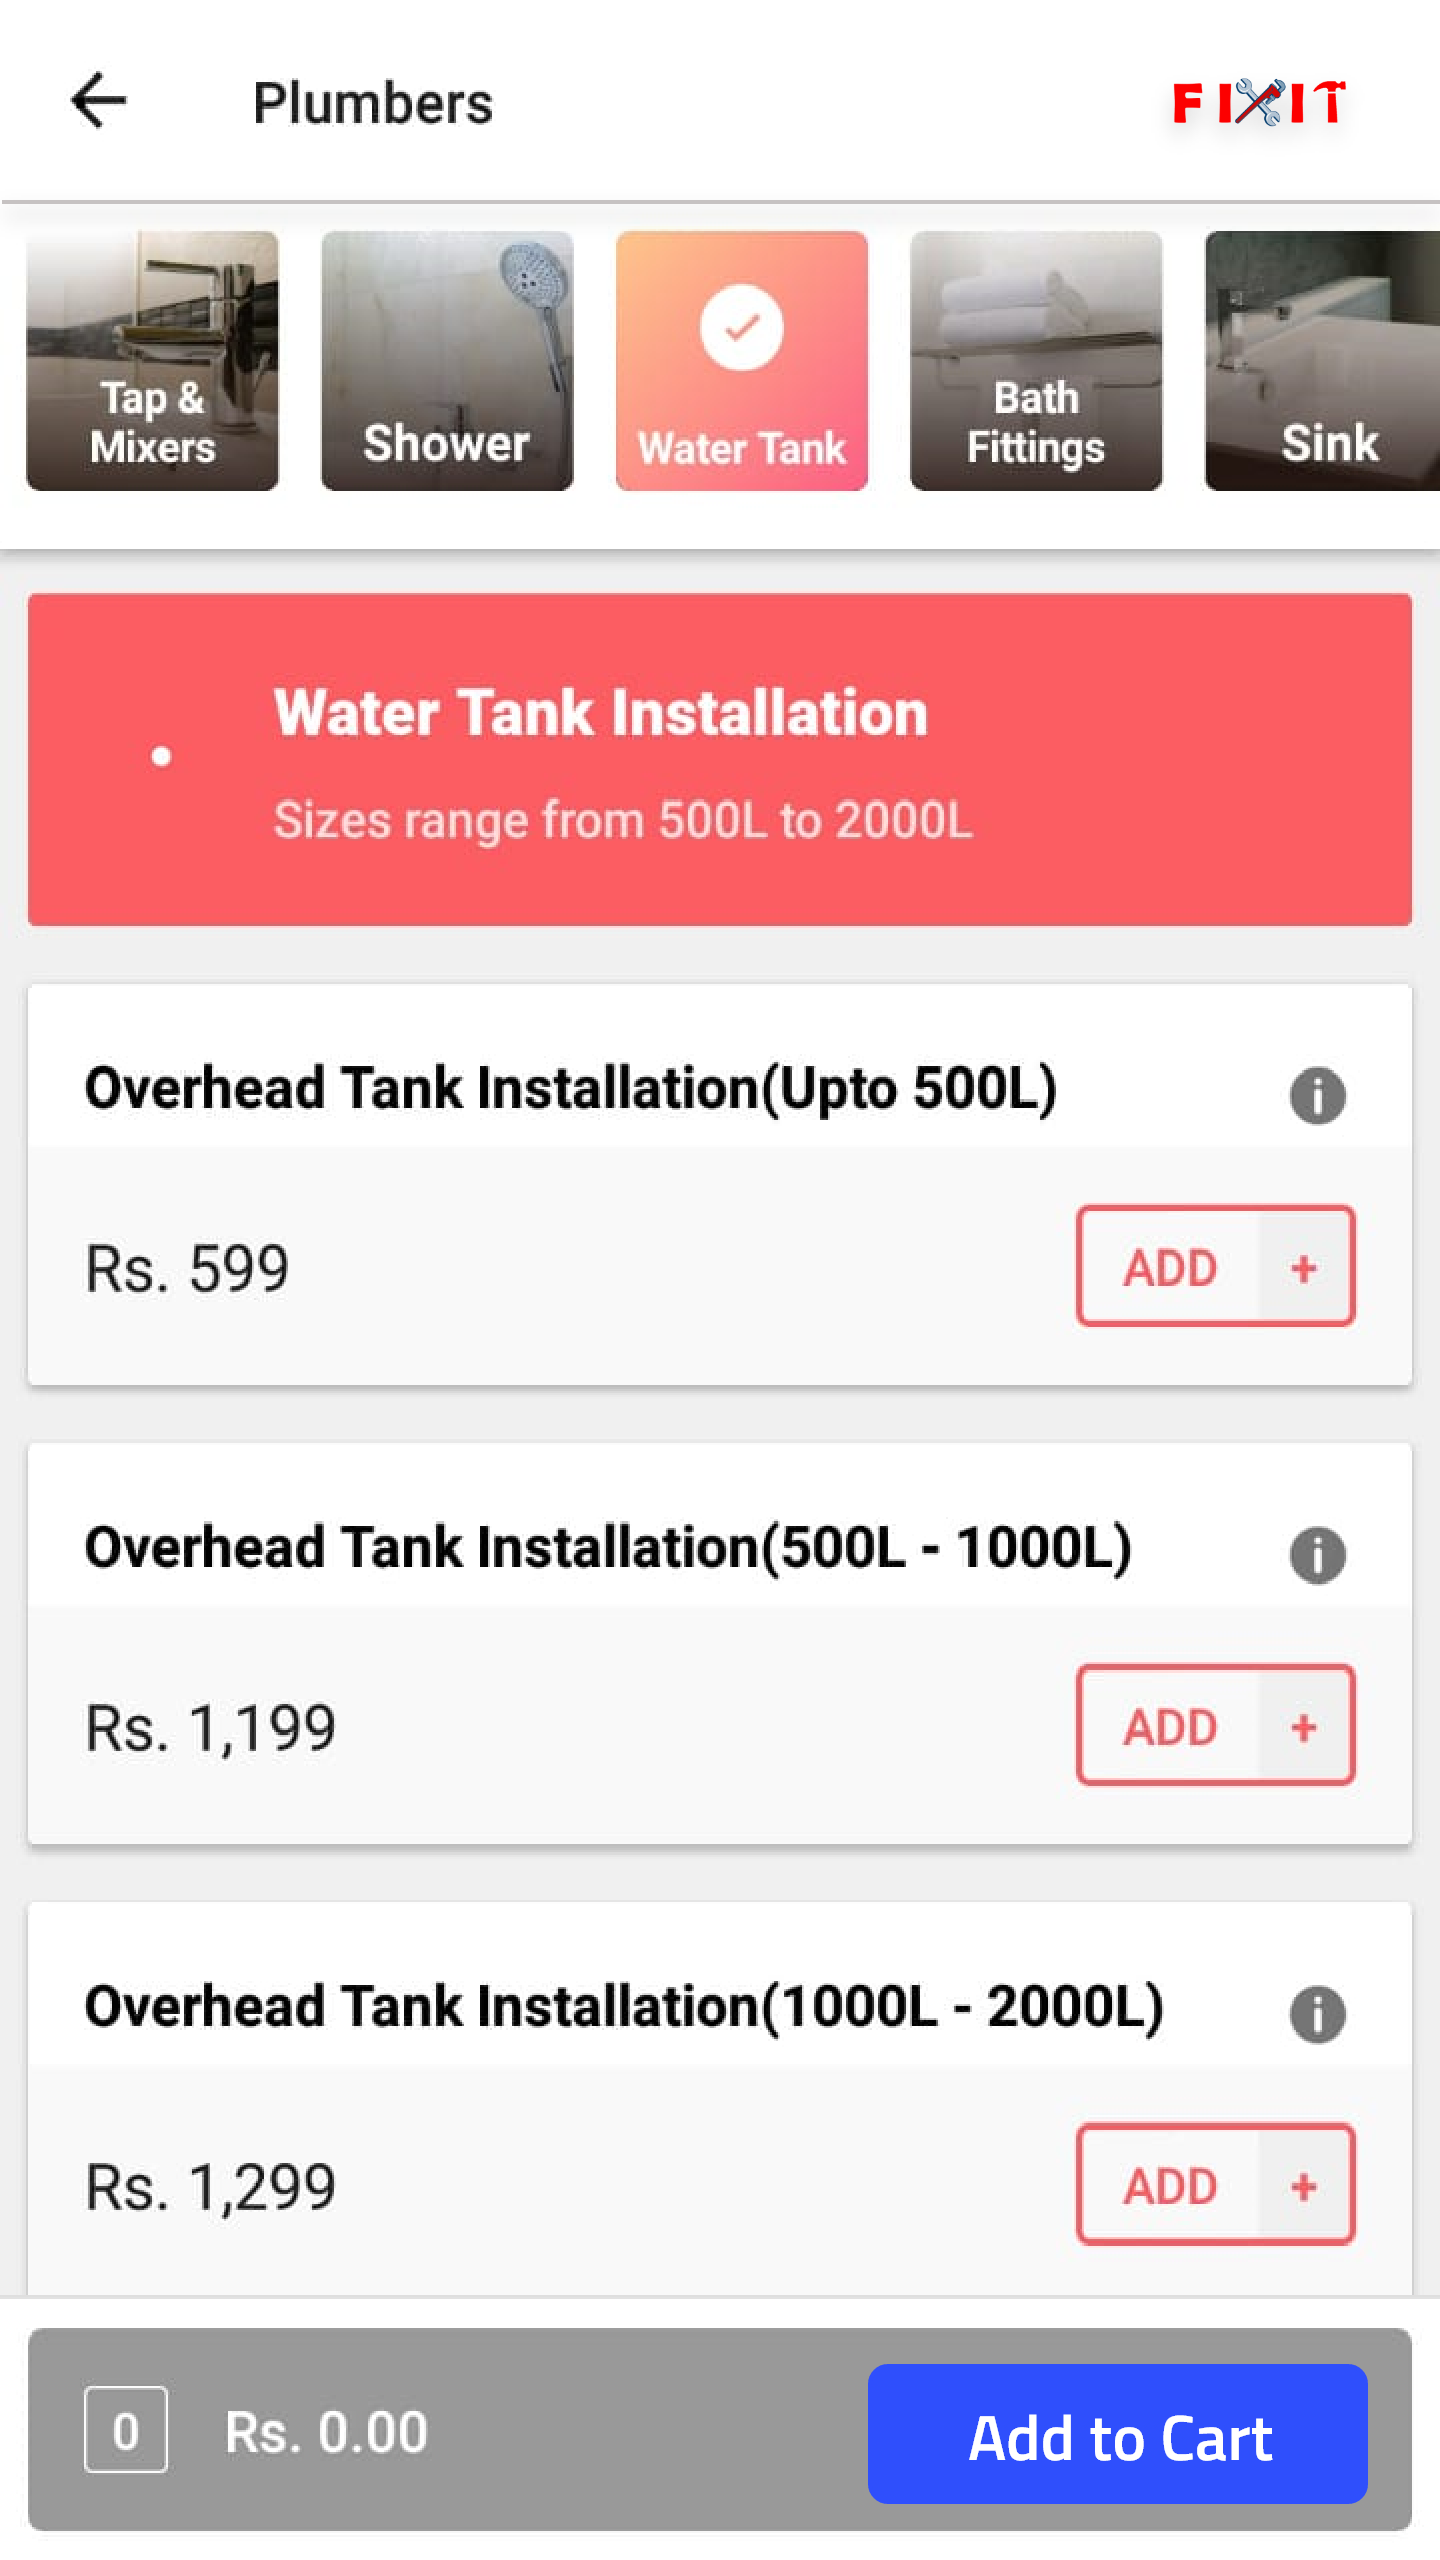 Plumbers
FIXIT
Tap &
Mixers
Shower
Water Tank
Bath
Fittings
Sink
Water Tank Installation
Sizes range from 500L to 2000L
Overhead Tank Installation(Upto 500L)
Rs. 599
ADD +
Overhead Tank Installation(500L - 1000L)
Rs. 1,199
ADD +
Overhead Tank Installation(1000L - 2000L)
Rs. 1,299
ADD +
0 Rs. 0.00
Add to Cart